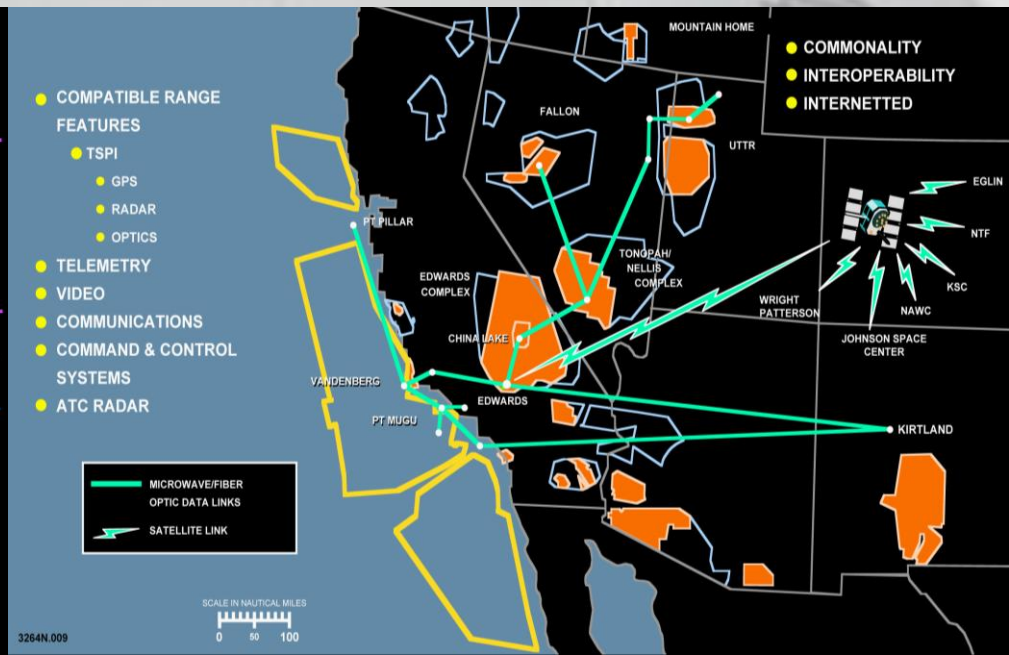 COMPATIBLE RANGE
FEATURES
TSPI
GPS
RADAR
OPTICS
TELEMETRY
VIDEO
COMMUNICATIONS
COMMAND & CONTROL
SYSTEMS
ATC RADAR
MOUNTAIN HOME
COMMONALITY
INTEROPERABILITY
INTERNETTED
FALLON
UTTR
EGLIN
NTF
KSC
NAWC
JOHNSON SPACE
CENTER
WRIGHT
PATTERSON
PT PILLAR
TONOPAH/
NELLIS
COMPLEX
EDWARDS
COMPLEX
CHINA LAKE
VANDENBERG
EDWARDS
PT MUGU
KIRTLAND
MICROWAVE/FIBER
OPTIC DATA LINKS
SATELLITE LINK
SCALE IN NAUTICAL MILES
0 50 100
3264N.009